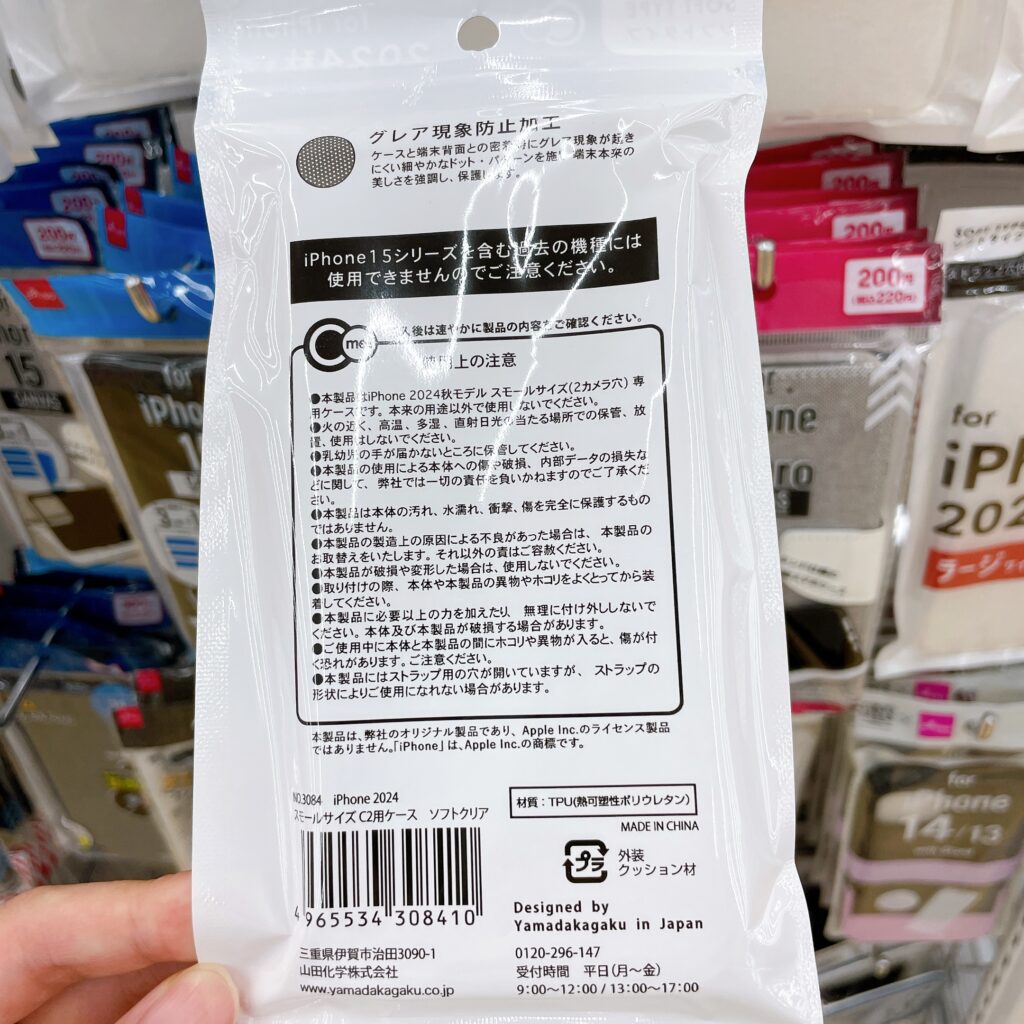 グレア現象防止加工
ケースと端末背面との密着時にグレア現象が起き
にくい細やかなドット・パターンを施し、端末本来の
美しさを強調し、保護します。
iPhone15シリーズを含む過去の機種には
使用できませんのでご注意ください。
ス後は速やかに製品の内容をご確認ください。
使用上の注意
●本製品はiPhone 2024秋モデル スモールサイズ(2カメラ穴) 専
用ケースです。本来の用途以外で使用しないでください。
●火の近く、高温、多湿、直射日光の当たる場所での保管、放
置、使用はしないでください。
●乳幼児の手が届かないところに保管してください。
●本製品の使用による本体への傷や破損、内部データの損失な
どに関して、弊社では一切の責任を負いかねますのでご了承くだ
さい。
●本製品は本体の汚れ、水濡れ、衝撃、傷を完全に保護するもの
ではありません。
●本製品の製造上の原因による不良があった場合は、本製品の
お取替えをいたします。それ以外の責はご容赦ください。
●本製品が破損や変形した場合は、使用しないでください。
●取り付けの際、本体や本製品の異物やホコリをよくとってから装
着してください。
●本製品に必要以上の力を加えたり、無理に付け外ししないで
ください。本体及び本製品が破損する場合があります。
●ご使用中に本体と本製品の間にホコリや異物が入ると、傷が付
く恐れがあります。ご注意ください。
●本製品にはストラップ用の穴が開いていますが、ストラップの
形状によりご使用になれない場合があります。
本製品は、弊社のオリジナル製品であり、Apple Inc.のライセンス製品
ではありません。「iPhone」は、Apple Inc.の商標です。
NO.3084 iPhone 2024
スモールサイズ C2用ケース ソフトクリア
材質：TPU(熱可塑性ポリウレタン)
MADE IN CHINA
プラ
外装
クッション材
4 965534 308410
Designed by
Yamadakagaku in Japan
三重県伊賀市治田3090-1
山田化学株式会社
www.yamadakagaku.co.jp
0120-296-147
受付時間 平日(月～金)
9:00～12:00 / 13:00～17:00
200円
200円
200円
200円
200円
200円
(税込220円)
15
for
iPho
for
iPh
202
ラージ
for
iPhone
14/13